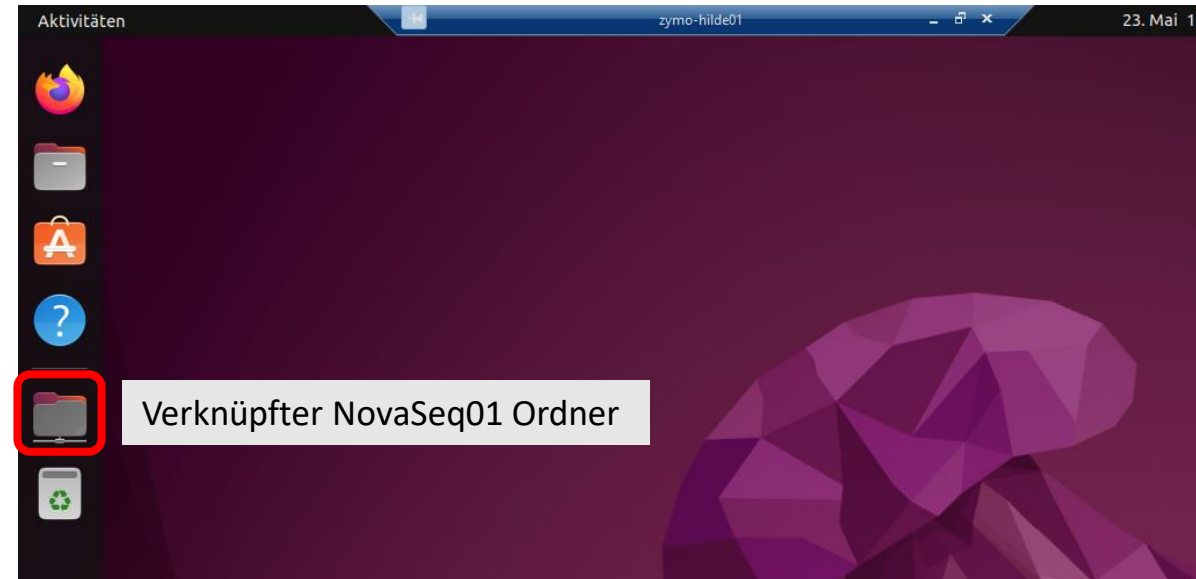 Aktivitäten
zymo-hilde01
23. Mai 1
Verknüpfter NovaSeq01 Ordner